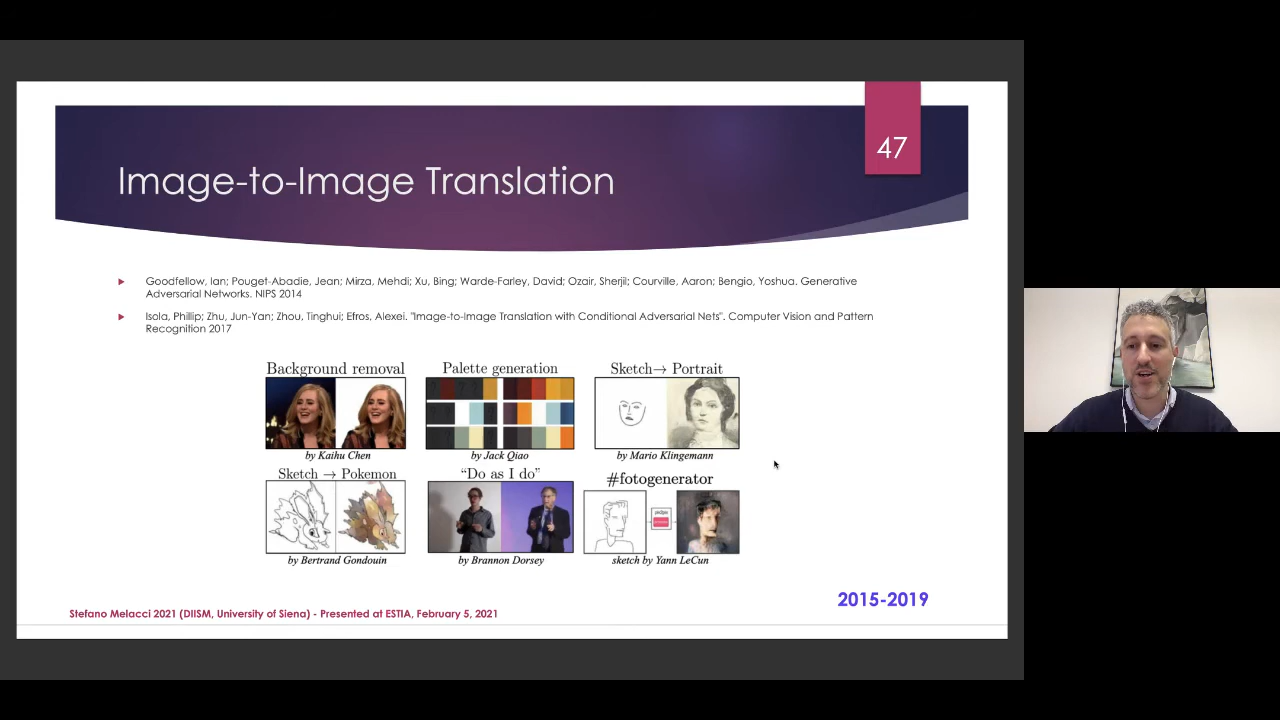 47
Image-to-Image Translation
Goodfellow, Ian; Pouget-Abadie, Jean; Mirza, Mehdi; Xu, Bing; Warde-Farley, David; Ozair, Sherjil; Courville, Aaron; Bengio, Yoshua. Generative
Adversarial Networks. NIPS 2014
Isola, Phillip; Zhu, Jun-Yan; Zhou, Tinghui; Efros, Alexei. "Image-to-Image Translation with Conditional Adversarial Nets". Computer Vision and Pattern
Recognition 2017
Background removal
Palette generation
Sketch→ Portrait
by Kaihu Chen
by Jack Qiao
by Mario Klingemann
Sketch → Pokemon
“Do as I do”
#fotogenerator
by Bertrand Gondouin
by Brannon Dorsey
sketch by Yann LeCun
2015-2019
Stefano Melacci 2021 (DIISM, University of Siena) - Presented at ESTIA, February 5, 2021